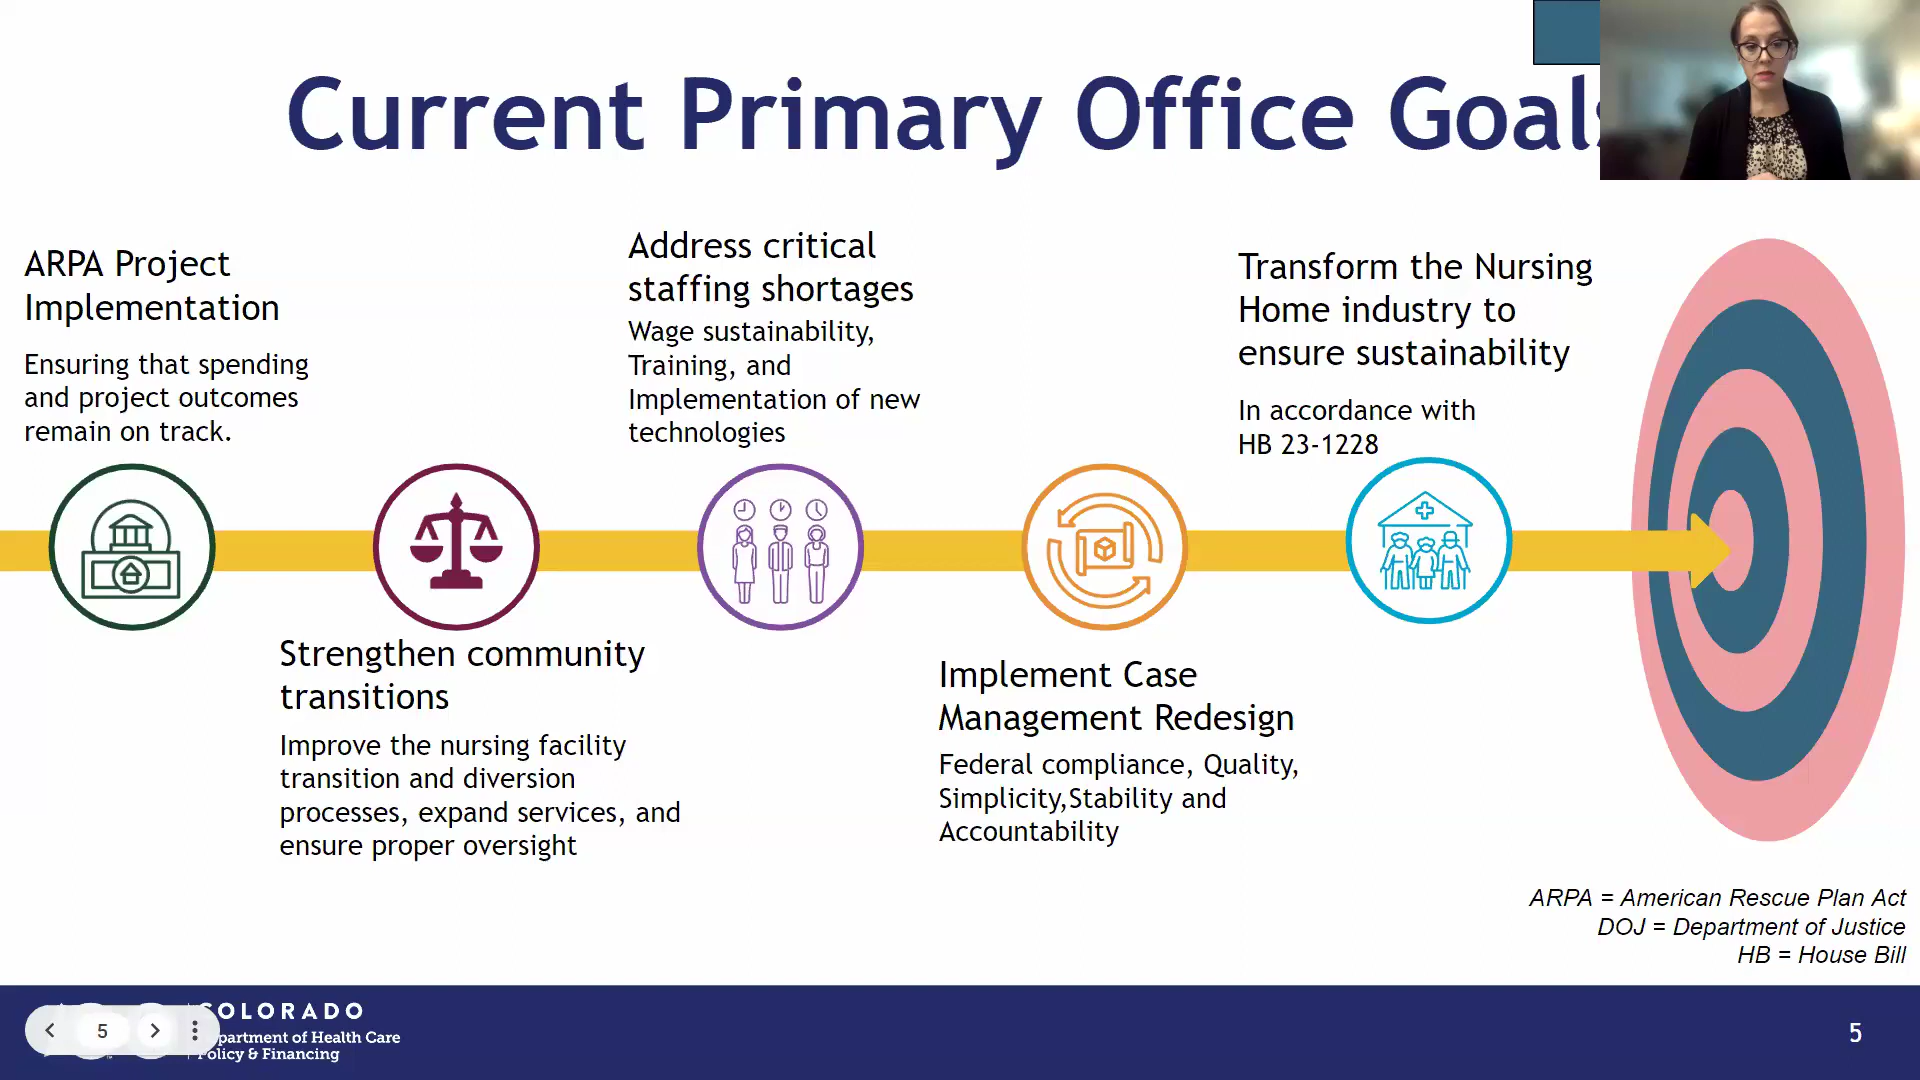 Current Primary Office Goals
ARPA Project
Implementation
Ensuring that spending
and project outcomes
remain on track.
Strengthen community
transitions
Improve the nursing facility
transition and diversion
processes, expand services, and
ensure proper oversight
Address critical
staffing shortages
Wage sustainability,
Training, and
Implementation of new
technologies
Implement Case
Management Redesign
Federal compliance, Quality,
Simplicity,Stability and
Accountability
Transform the Nursing
Home industry to
ensure sustainability
In accordance with
HB 23-1228
ARPA = American Rescue Plan Act
DOJ = Department of Justice
HB = House Bill
5
COLORADO
Department of Health Care
Policy & Financing
5